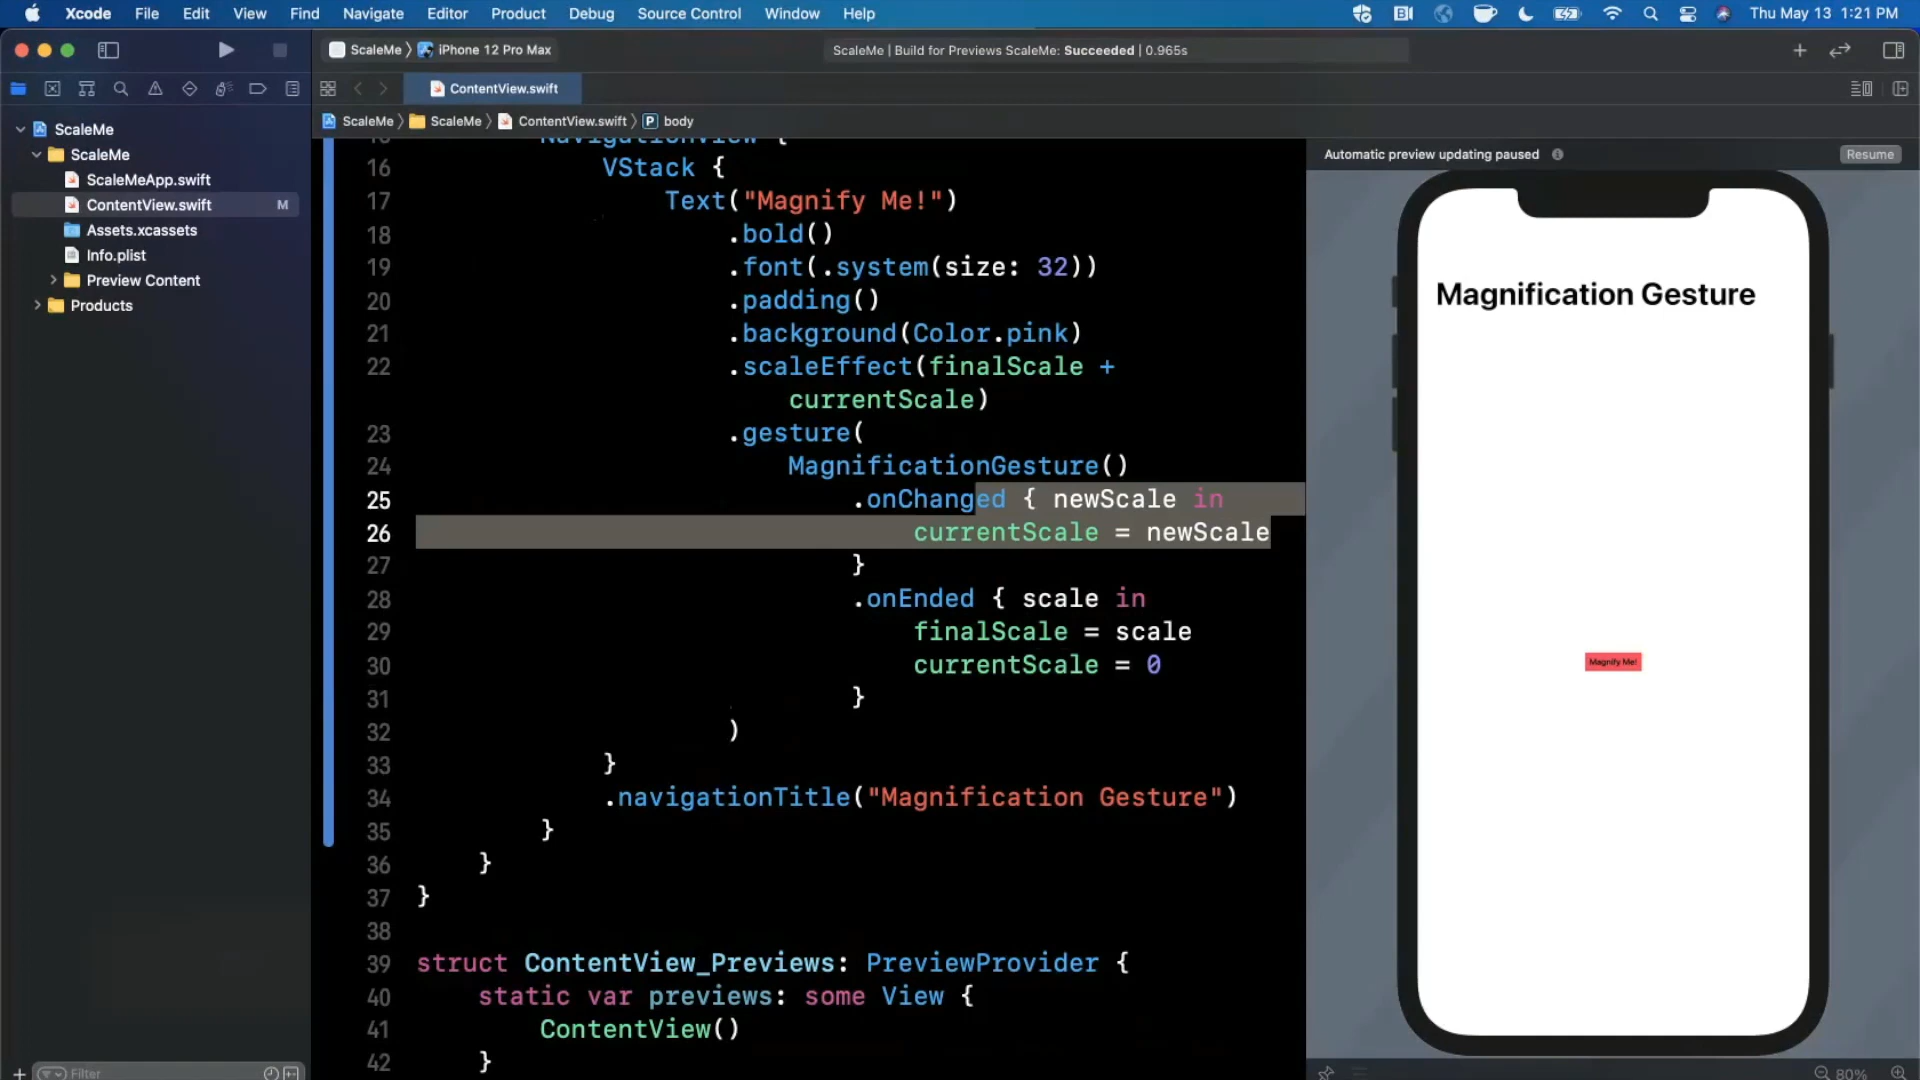 Xcode File Edit View Find Navigate Editor Product Debug Source Control Window Help
Thu May 13 1:21 PM
ScaleMe 〉 iPhone 12 Pro Max
ScaleMe | Build for Previews ScaleMe: Succeeded | 0.965s
ContentView.swift
ScaleMe 〉 ScaleMe 〉 ContentView.swift 〉 P body
ScaleMe
ScaleMe
ScaleMeApp.swift
ContentView.swift M
Assets.xcassets
Info.plist
Preview Content
Products
Filter
NavigationView {
16 VStack {
17 Text("Magnify Me!")
18 .bold()
19 .font(.system(size: 32))
20 .padding()
21 .background(Color.pink)
22 .scaleEffect(finalScale +
currentScale)
23 .gesture(
24 MagnificationGesture()
25 .onChanged { newScale in
26 currentScale = newScale
27 }
28 .onEnded { scale in
29 finalScale = scale
30 currentScale = 0
31 }
32 )
33 }
34 .navigationTitle("Magnification Gesture")
35 }
36 }
37 }
38
39 struct ContentView_Previews: PreviewProvider {
40 static var previews: some View {
41 ContentView()
42 }
Automatic preview updating paused
Resume
Magnification Gesture
Magnify Me!
80%